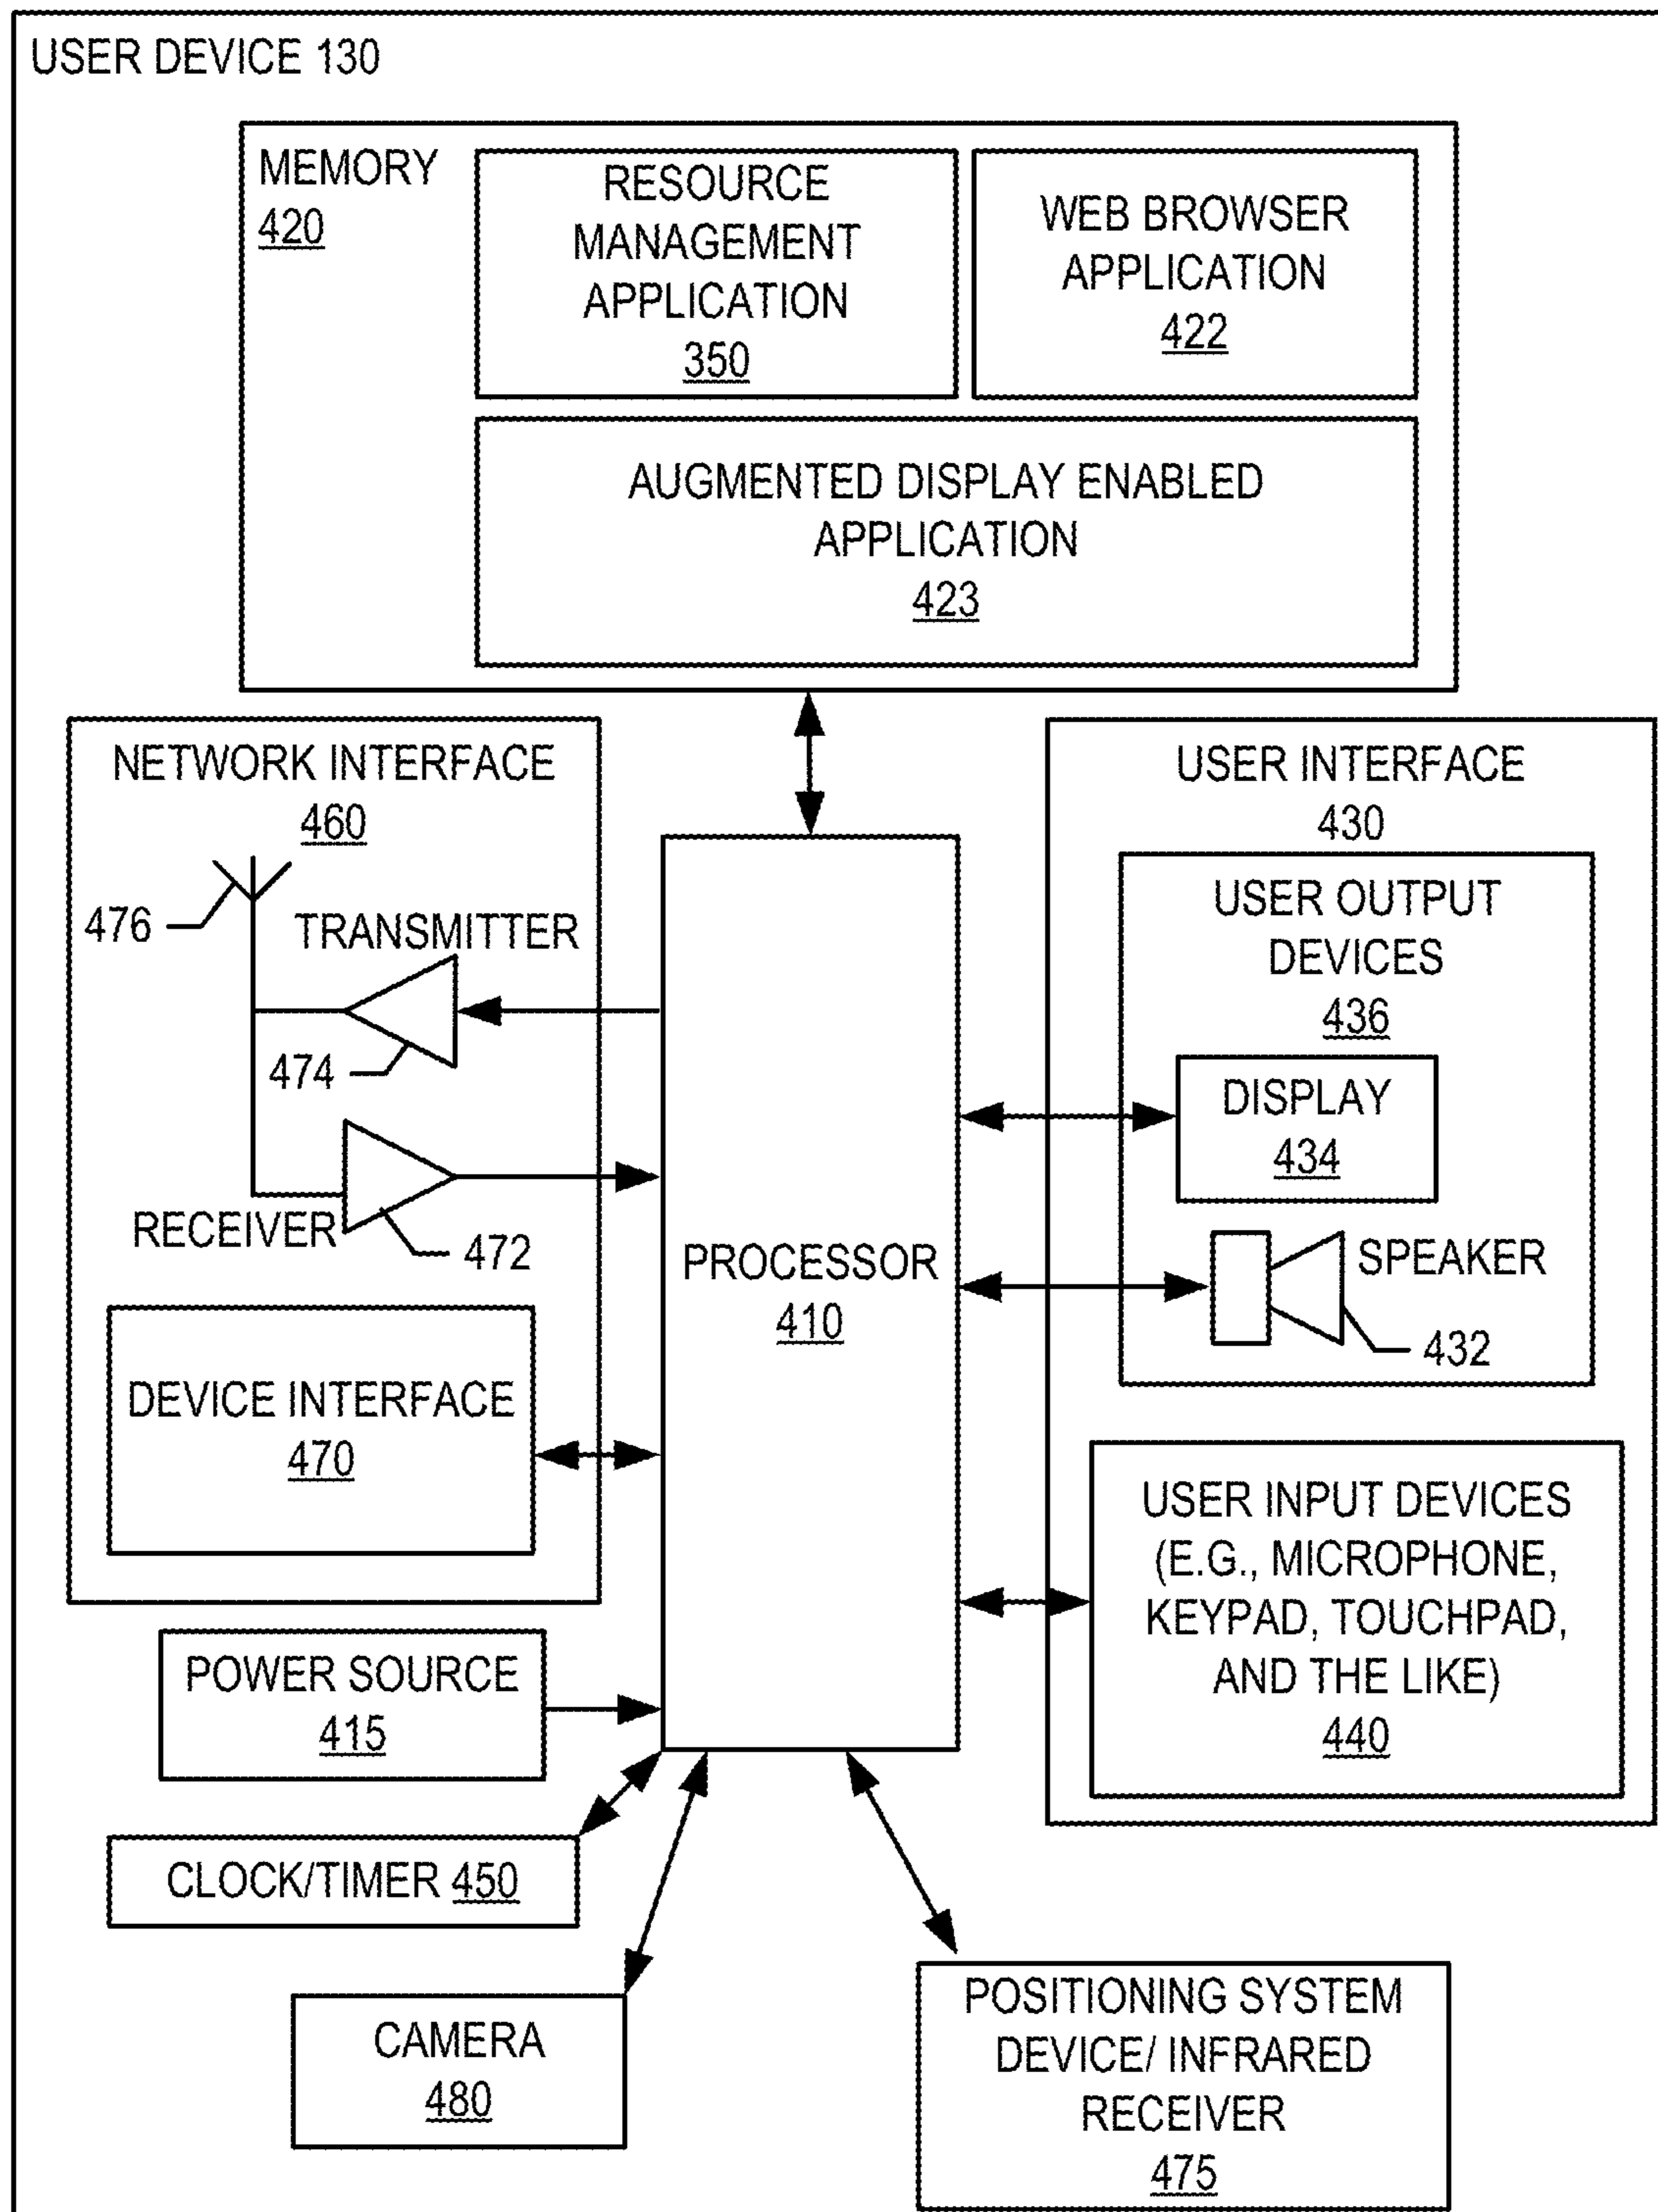 USER DEVICE 130
MEMORY
420
RESOURCE
MANAGEMENT
APPLICATION
350
WEB BROWSER
APPLICATION
422
AUGMENTED DISPLAY ENABLED
APPLICATION
423
NETWORK INTERFACE
460
476
TRANSMITTER
474
RECEIVER
472
DEVICE INTERFACE
470
PROCESSOR
410
USER INTERFACE
430
USER OUTPUT
DEVICES
436
DISPLAY
434
SPEAKER
432
USER INPUT DEVICES
(E.G., MICROPHONE,
KEYPAD, TOUCHPAD,
AND THE LIKE)
440
POWER SOURCE
415
CLOCK/TIMER 450
CAMERA
480
POSITIONING SYSTEM
DEVICE/ INFRARED
RECEIVER
475